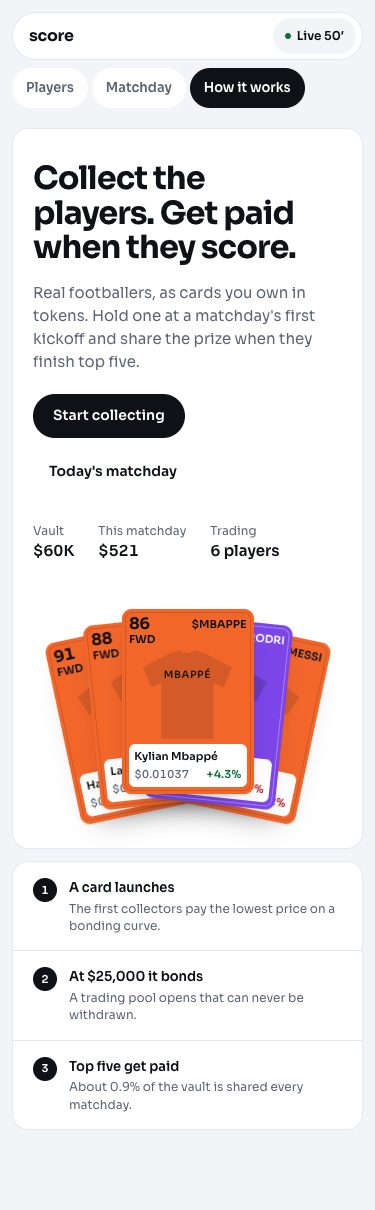 score
Live 50'
Players
Matchday
How it works
Collect the
players. Get paid
when they score.
Real footballers, as cards you own in
tokens. Hold one at a matchday's first
kickoff and share the prize when they
finish top five.
Start collecting
Today's matchday
Vault
This matchday
Trading
$60K
$521
6 players
91
FWD
88
FWD
86
FWD
$MBAPPE
MBAPPÉ
Kylian Mbappé
$0.01037
+4.3%
1
A card launches
The first collectors pay the lowest price on a
bonding curve.
2
At $25,000 it bonds
A trading pool opens that can never be
withdrawn.
3
Top five get paid
About 0.9% of the vault is shared every
matchday.